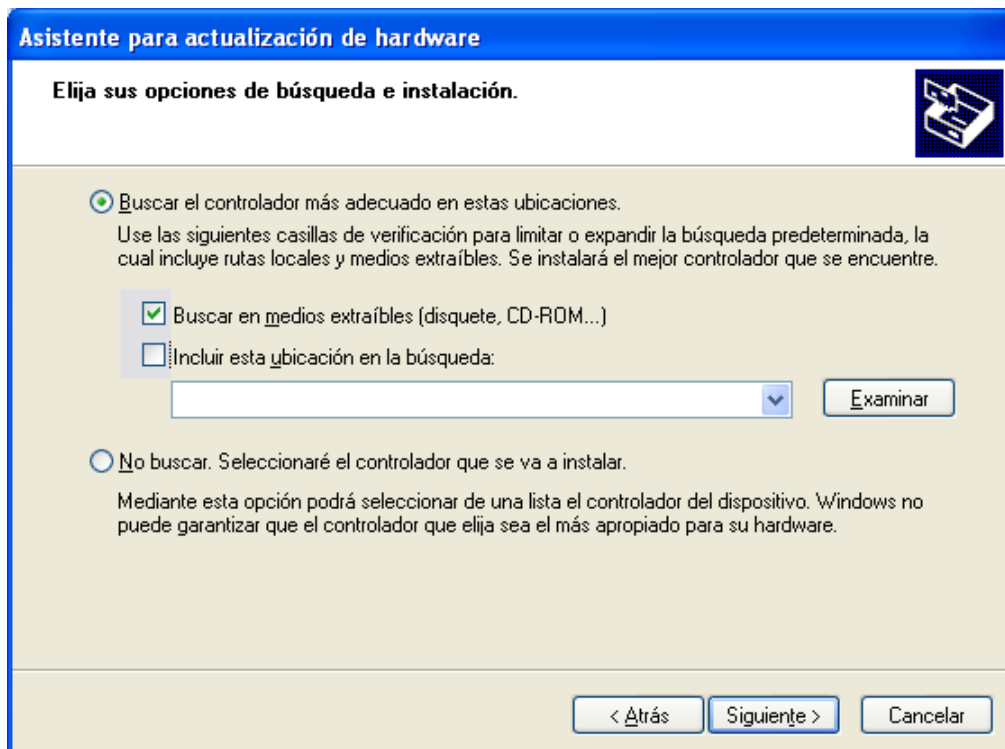 Asistente para actualización de hardware
Elija sus opciones de búsqueda e instalación.
Buscar el controlador más adecuado en estas ubicaciones.
Use las siguientes casillas de verificación para limitar o expandir la búsqueda predeterminada, la
cual incluye rutas locales y medios extraíbles. Se instalará el mejor controlador que se encuentre.
Buscar en medios extraíbles (disquete, CD-ROM...)
Incluir esta ubicación en la búsqueda:
Examinar
No buscar. Seleccionaré el controlador que se va a instalar.
Mediante esta opción podrá seleccionar de una lista el controlador del dispositivo. Windows no
puede garantizar que el controlador que elija sea el más apropiado para su hardware.
< Atrás Siguiente > Cancelar